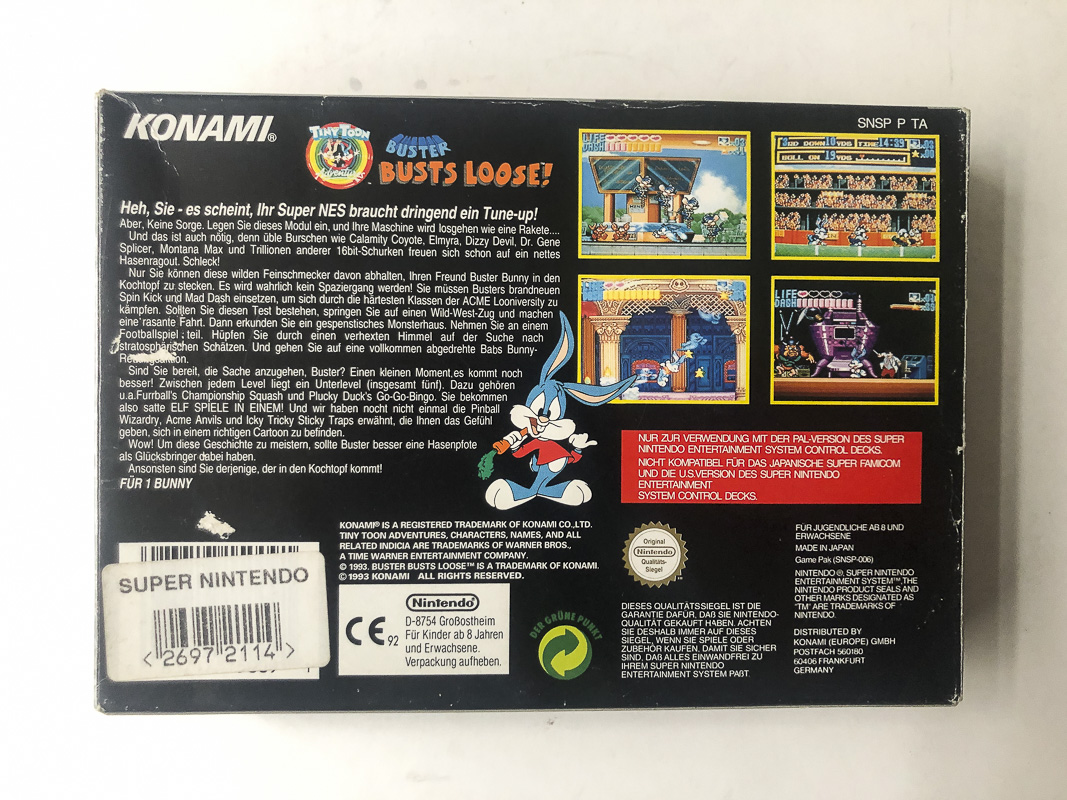 KONAMI®
SNSP P TA
TINY TOON
Adventures
BUSTER
BUSTS LOOSE!
LIFE
DASH
3RD DOWN 10 YDS TIME 14:39
BALL ON 19 YDS
LIFE
DASH
Heh, Sie - es scheint, Ihr Super NES braucht dringend ein Tune-up!
Aber, Keine Sorge. Legen Sie dieses Modul ein, und Ihre Maschine wird losgehen wie eine Rakete....
Und das ist auch nötig, denn üble Burschen wie Calamity Coyote, Elmyra, Dizzy Devil, Dr. Gene
Splicer, Montana Max und Trillionen anderer 16bit-Schurken freuen sich schon auf ein nettes
Hasenragout. Schleck!
Nur Sie können diese wilden Feinschmecker davon abhalten, Ihren Freund Buster Bunny in den
Kochtopf zu stecken. Es wird wahrlich kein Spaziergang werden! Sie müssen Busters brandneuen
Spin Kick und Mad Dash einsetzen, um sich durch die härtesten Klassen der ACME Looniversity zu
kämpfen. Sollten Sie diesen Test bestehen, springen Sie auf einen Wild-West-Zug und machen
eine rasante Fahrt. Dann erkunden Sie ein gespenstisches Monsterhaus. Nehmen Sie an einem
Footballspiel teil. Hüpfen Sie durch einen verhexten Himmel auf der Suche nach
stratosphärischen Schätzen. Und gehen Sie auf eine vollkommen abgedrehte Babs Bunny-
Sind Sie bereit, die Sache anzugehen, Buster? Einen kleinen Moment,es kommt noch
besser! Zwischen jedem Level liegt ein Unterlevel (insgesamt fünf). Dazu gehören
u.a.Furrball's Championship Squash und Plucky Duck's Go-Go-Bingo. Sie bekommen
also satte ELF SPIELE IN EINEM! Und wir haben nocht nicht einmal die Pinball
Wizardry, Acme Anvils und Icky Tricky Sticky Traps erwähnt, die Ihnen das Gefühl
geben, sich in einem richtigen Cartoon zu befinden.
Wow! Um diese Geschichte zu meistern, sollte Buster besser eine Hasenpfote
als Glücksbringer dabei haben.
Ansonsten sind Sie derjenige, der in den Kochtopf kommt!
FÜR 1 BUNNY
NUR ZUR VERWENDUNG MIT DER PAL-VERSION DES SUPER
NINTENDO ENTERTAINMENT SYSTEM CONTROL DECKS.
NICHT KOMPATIBEL FÜR DAS JAPANISCHE SUPER FAMICOM
UND DIE U.S.VERSION DES SUPER NINTENDO
ENTERTAINMENT
SYSTEM CONTROL DECKS.
KONAMI® IS A REGISTERED TRADEMARK OF KONAMI CO.,LTD.
TINY TOON ADVENTURES, CHARACTERS, NAMES, AND ALL
RELATED INDICIA ARE TRADEMARKS OF WARNER BROS.,
A TIME WARNER ENTERTAINMENT COMPANY.
© 1993. BUSTER BUSTS LOOSE™ IS A TRADEMARK OF KONAMI.
© 1993 KONAMI ALL RIGHTS RESERVED.
SUPER NINTENDO
<26972114>
CE 92
Nintendo®
D-8754 Großostheim
Für Kinder ab 8 Jahren
und Erwachsene.
Verpackung aufheben.
DER GRÜNE PUNKT
Original
Nintendo
Qualitäts-
Siegel
DIESES QUALITÄTSSIEGEL IST DIE
GARANTIE DAFUR, DAß SIE NINTENDO-
QUALITÄT GEKAUFT HABEN. ACHTEN
SIE DESHALB IMMER AUF DIESES
SIEGEL, WENN SIE SPIELE ODER
ZUBEHÖR KAUFEN, DAMIT SIE SICHER
SIND, DAß ALLES EINWANDFREI ZU
IHREM SUPER NINTENDO
ENTERTAINMENT SYSTEM PAßT.
FÜR JUGENDLICHE AB 8 UND
ERWACHSENE
MADE IN JAPAN
Game Pak (SNSP-006)
NINTENDO®, SUPER NINTENDO
ENTERTAINMENT SYSTEM™,THE
NINTENDO PRODUCT SEALS AND
OTHER MARKS DESIGNATED AS
"TM" ARE TRADEMARKS OF
NINTENDO.
DISTRIBUTED BY
KONAMI (EUROPE) GMBH
POSTFACH 560180
60406 FRANKFURT
GERMANY